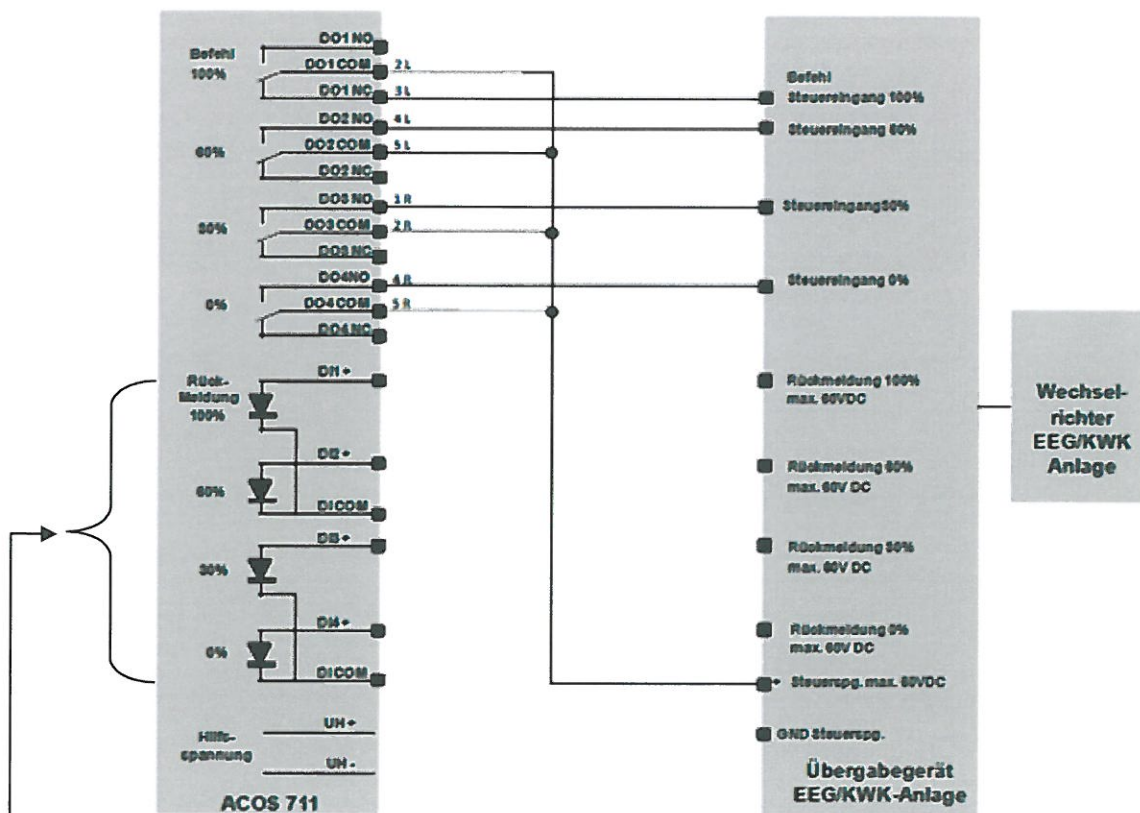 Befehl
100%
DO1 NO
DO1 COM
2 L
DO1 NC
3 L
60%
DO2 NO
4 L
DO2 COM
5 L
DO2 NC
DO3 NO
1 R
DO3 COM
2 R
DO3 NC
0%
DO4NO
4 R
DO4 COM
5 R
DO4 NC
Rück-
Meldung
100%
DI1 +
60%
DI2 +
DICOM
30%
DI3 +
0%
DI4 +
DICOM
Hilfs-
spannung
UH +
UH -
ACOS 711
Befehl
Steuereingang 100%
Steuereingang 60%
Steuereingang 30%
Steuereingang 0%
Rückmeldung 100%
max. 60VDC
Rückmeldung 60%
max. 60V DC
Rückmeldung 30%
max. 60V DC
Rückmeldung 0%
max. 60V DC
+ Steuerspg. max. 60VDC
GND Steuerspg.
Übergabegerät
EEG/KWK-Anlage
Wechsel-
richter
EEG/KWK
Anlage